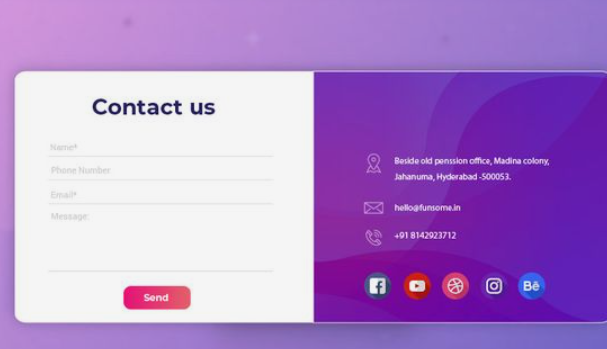 Contact us
Name*
Phone Number
Email*
Message
Send
Beside old penssion office, Madina colony,
Jahanuma, Hyderabad -500053.
hello@funsome.in
+91 8142923712
Bē